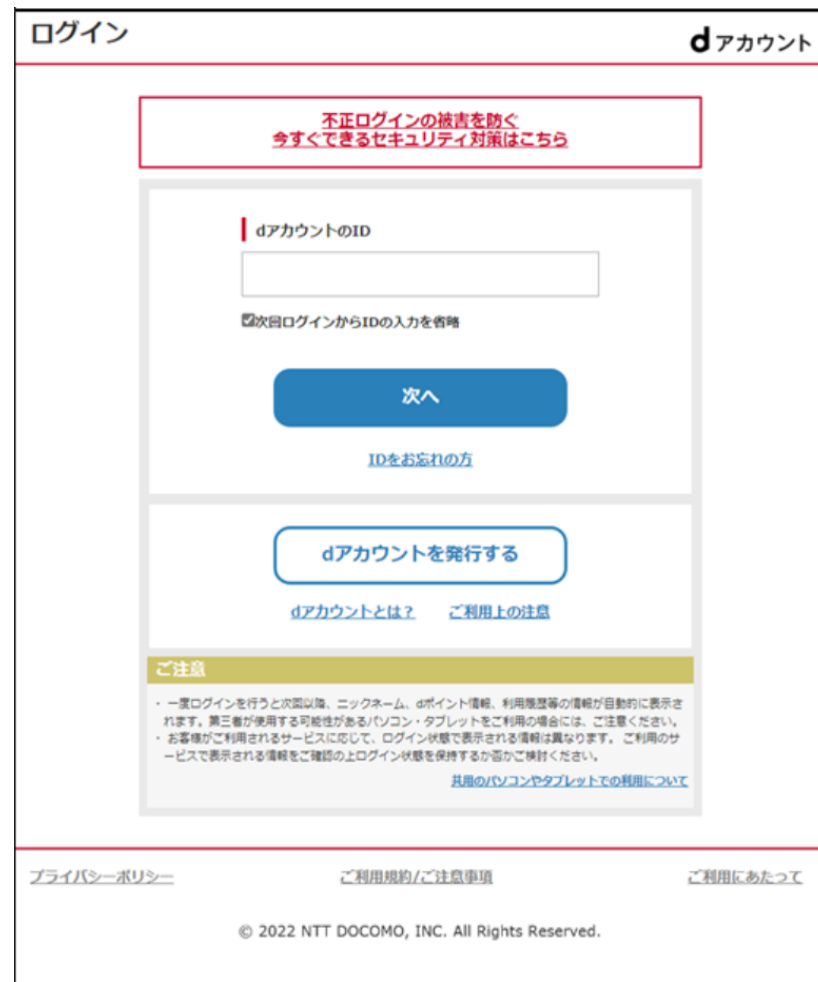 ログイン
dアカウント
不正ログインの被害を防ぐ
今すぐできるセキュリティ対策はこちら
dアカウントのID
次回ログインからIDの入力を省略
次へ
IDをお忘れの方
dアカウントを発行する
dアカウントとは？ ご利用上の注意
ご注意
・ 一度ログインを行うと次回以降、ニックネーム、dポイント情報、利用履歴等の情報が自動的に表示さ
れます。第三者が使用する可能性があるパソコン・タブレットをご利用の場合には、ご注意ください。
・ お客様がご利用されるサービスに応じて、ログイン状態で表示される情報は異なります。 ご利用のサ
ービスで表示される情報をご確認の上ログイン状態を保持するか否かご検討ください。
共用のパソコンやタブレットでの利用について
プライバシーポリシー ご利用規約/ご注意事項 ご利用にあたって
© 2022 NTT DOCOMO, INC. All Rights Reserved.